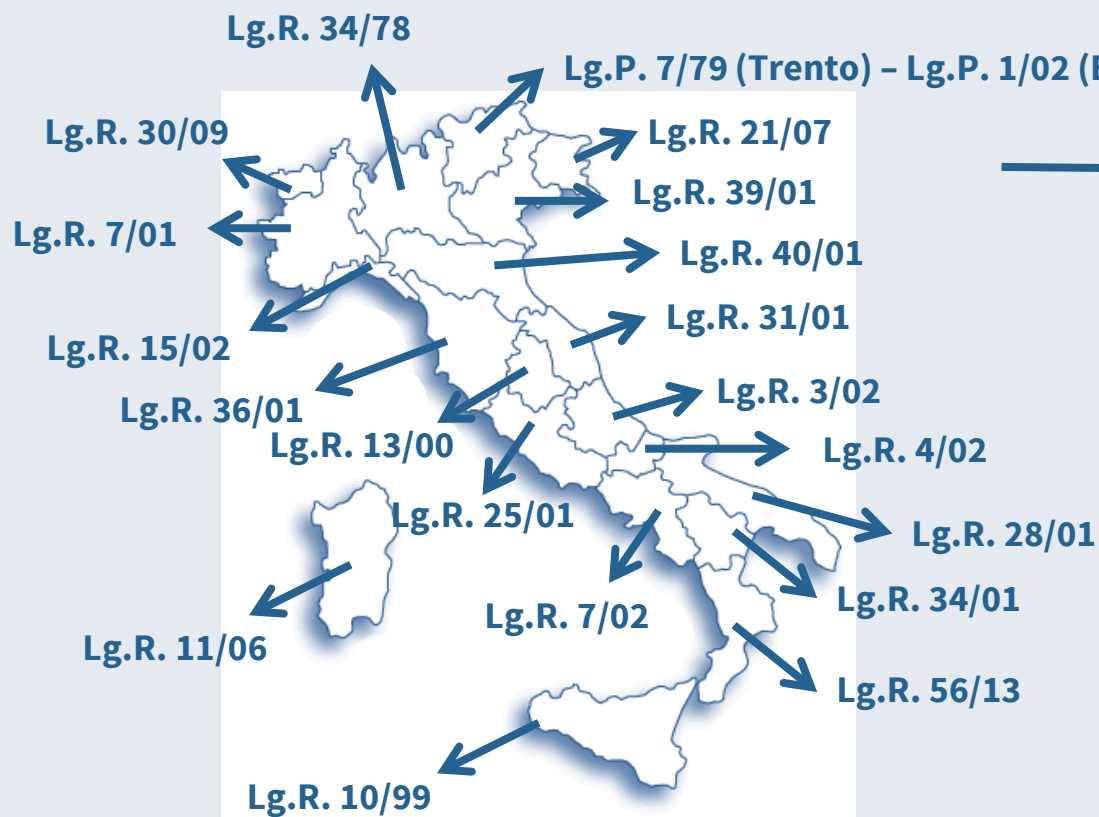 Lg.R. 34/78
Lg.P. 7/79 (Trento) – Lg.P. 1/02 (
Lg.R. 30/09
Lg.R. 21/07
Lg.R. 39/01
Lg.R. 7/01
Lg.R. 40/01
Lg.R. 31/01
Lg.R. 15/02
Lg.R. 3/02
Lg.R. 36/01
Lg.R. 13/00
Lg.R. 4/02
Lg.R. 25/01
Lg.R. 28/01
Lg.R. 34/01
Lg.R. 7/02
Lg.R. 11/06
Lg.R. 56/13
Lg.R. 10/99